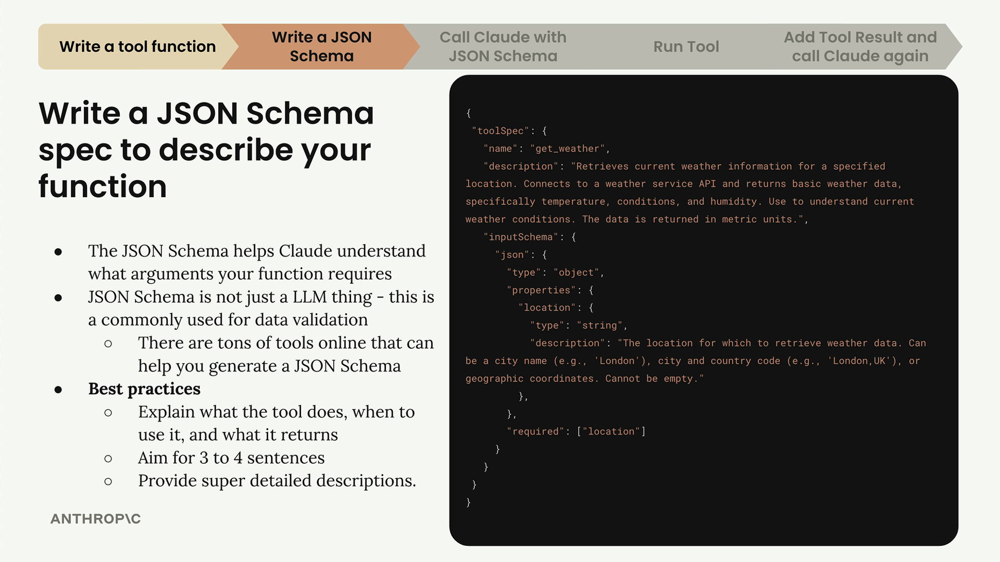 Write a tool function
Write a JSON
Schema
Call Claude with
JSON Schema
Run Tool
Add Tool Result and
call Claude again
Write a JSON Schema
spec to describe your
function
● The JSON Schema helps Claude understand
what arguments your function requires
● JSON Schema is not just a LLM thing - this is
a commonly used for data validation
○ There are tons of tools online that can
help you generate a JSON Schema
● Best practices
○ Explain what the tool does, when to
use it, and what it returns
○ Aim for 3 to 4 sentences
○ Provide super detailed descriptions.
ANTHROP\C
{
 "toolSpec": {
   "name": "get_weather",
   "description": "Retrieves current weather information for a specified
location. Connects to a weather service API and returns basic weather data,
specifically temperature, conditions, and humidity. Use to understand current
weather conditions. The data is returned in metric units.",
   "inputSchema": {
     "json": {
       "type": "object",
       "properties": {
         "location": {
           "type": "string",
           "description": "The location for which to retrieve weather data. Can
be a city name (e.g., 'London'), city and country code (e.g., 'London,UK'), or
geographic coordinates. Cannot be empty."
         },
       },
       "required": ["location"]
     }
   }
 }
}